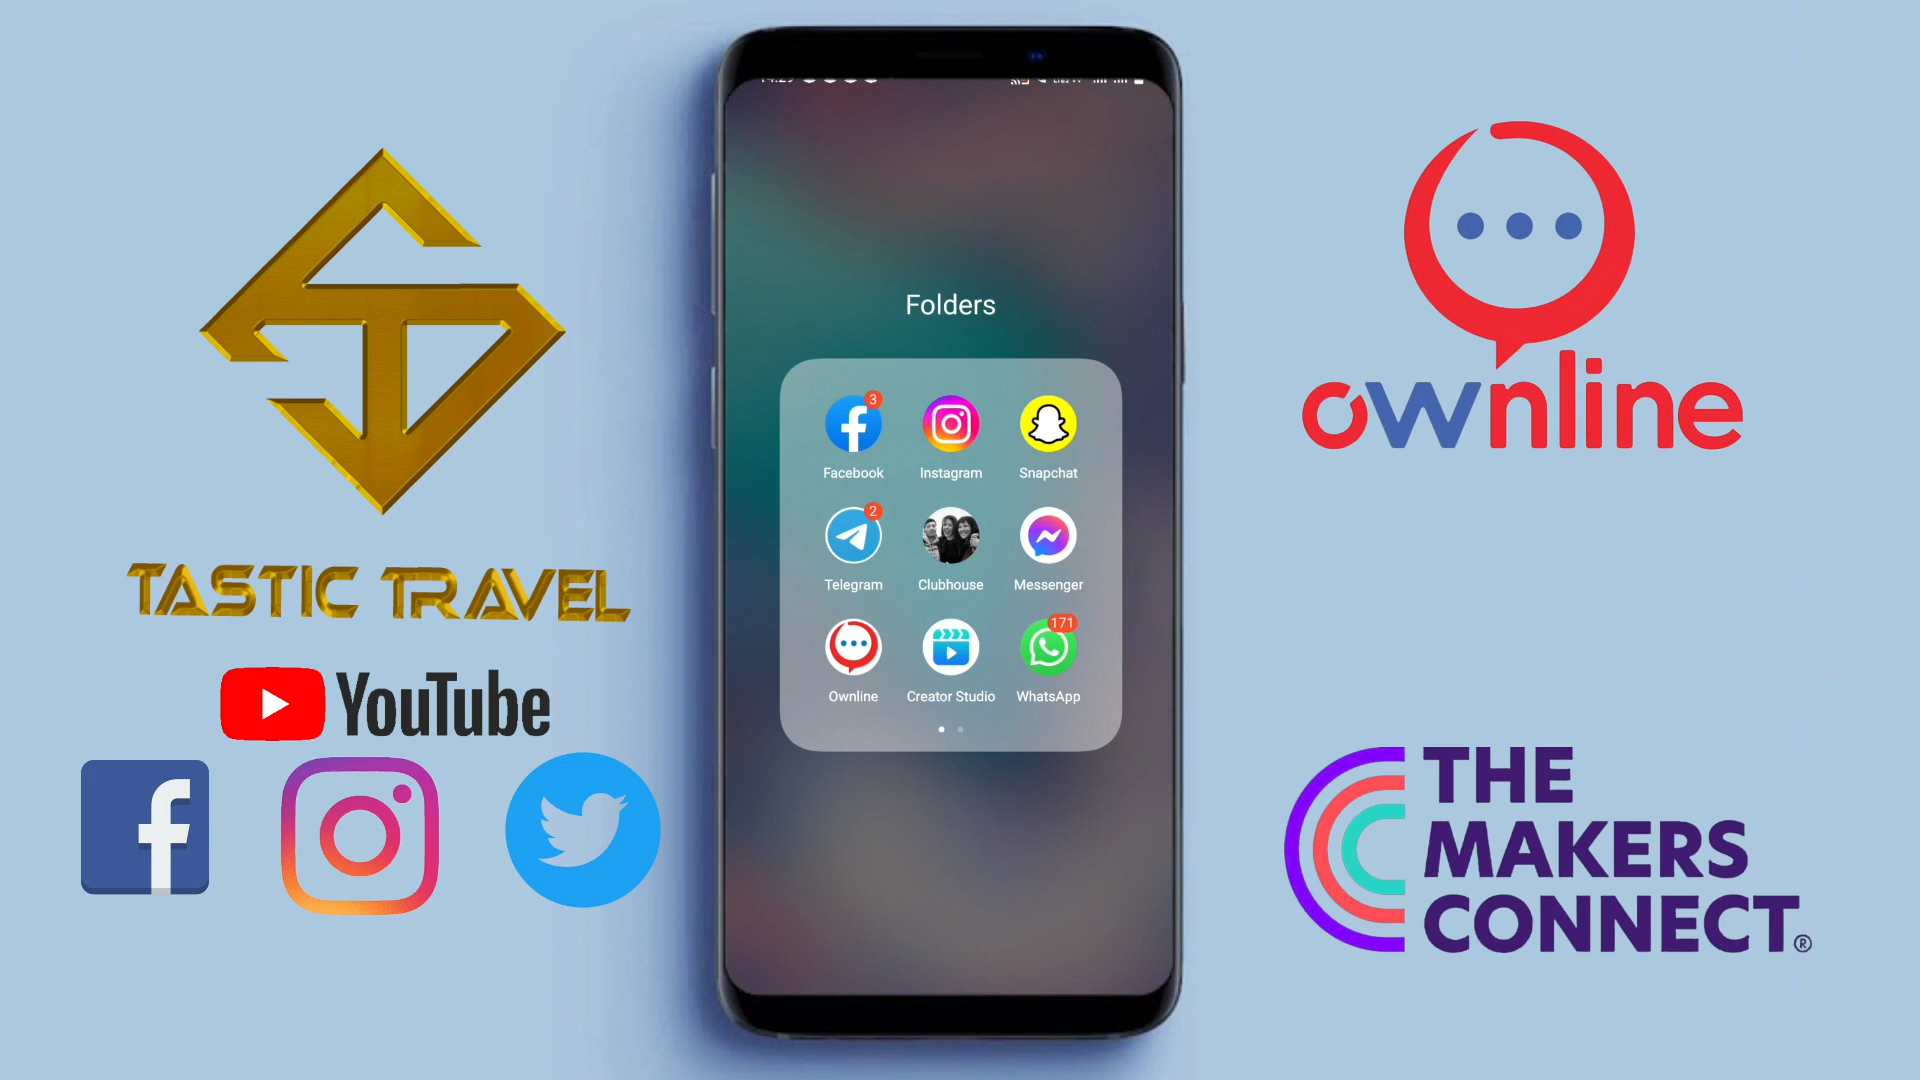 TASTIC TRAVEL
YouTube
Folders
3
Facebook
Instagram
Snapchat
2
Telegram
Clubhouse
Messenger
171
Ownline
Creator Studio
WhatsApp
ownline
THE
MAKERS
CONNECT®